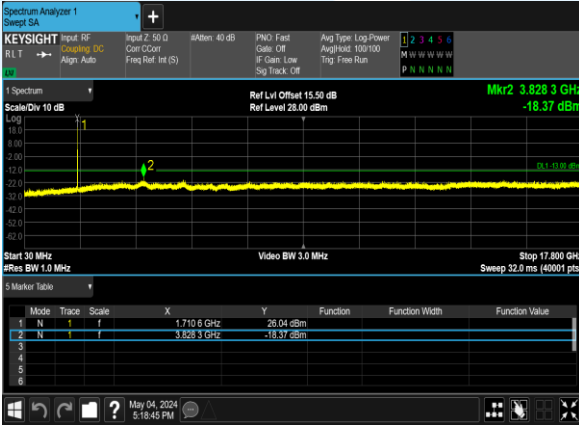 Spectrum Analyzer 1
Swept SA
KEYSIGHT Input: RF Input Z: 50 Ω #Atten: 40 dB PNO: Fast Avg Type: Log-Power 1 2 3 4 5 6
RLT Coupling: DC Corr CCorr Gate: Off Avg|Hold: 100/100 M W W W W W
Align: Auto Freq Ref: Int (S) IF Gain: Low Trig: Free Run
Sig Track: Off P N N N N N
LW
1 Spectrum Ref Lvl Offset 15.50 dB Mkr2 3.828 3 GHz
Scale/Div 10 dB Ref Level 28.00 dBm -18.37 dBm
Log
18.0 1
8.00
-2.00
-12.0 2 DL1 -13.00 dBm
-22.0
-32.0
-42.0
-52.0
-62.0
Start 30 MHz Video BW 3.0 MHz Stop 17.800 GHz
#Res BW 1.0 MHz Sweep 32.0 ms (40001 pts
5 Marker Table
Mode Trace Scale X Y Function Function Width Function Value
1 N 1 f 1.710 6 GHz 26.04 dBm
2 N 1 f 3.828 3 GHz -18.37 dBm
3
4
5
6
? May 04, 2024
5:18:45 PM